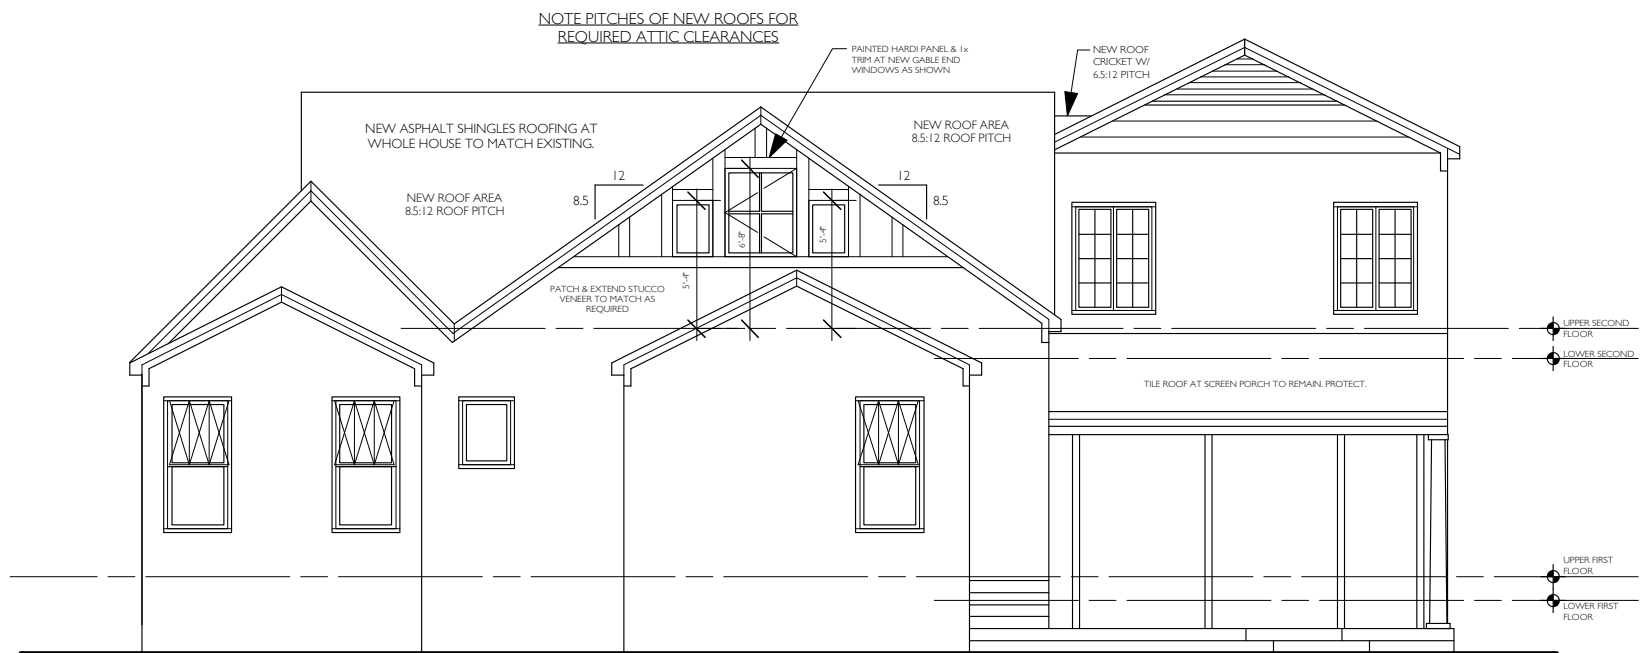 NOTE PITCHES OF NEW ROOFS FOR
REQUIRED ATTIC CLEARANCES
PAINTED HARDI PANEL & 1x
TRIM AT NEW GABLE END
WINDOWS AS SHOWN
NEW ROOF
CRICKET W/
6.5:12 PITCH
NEW ASPHALT SHINGLES ROOFING AT
WHOLE HOUSE TO MATCH EXISTING.
NEW ROOF AREA
8.5:12 ROOF PITCH
NEW ROOF AREA
8.5:12 ROOF PITCH
12
8.5
12
8.5
6'-8"
5'-4"
5'-4"
PATCH & EXTEND STUCCO
VENEER TO MATCH AS
REQUIRED
UPPER SECOND
FLOOR
LOWER SECOND
FLOOR
TILE ROOF AT SCREEN PORCH TO REMAIN. PROTECT.
UPPER FIRST
FLOOR
LOWER FIRST
FLOOR